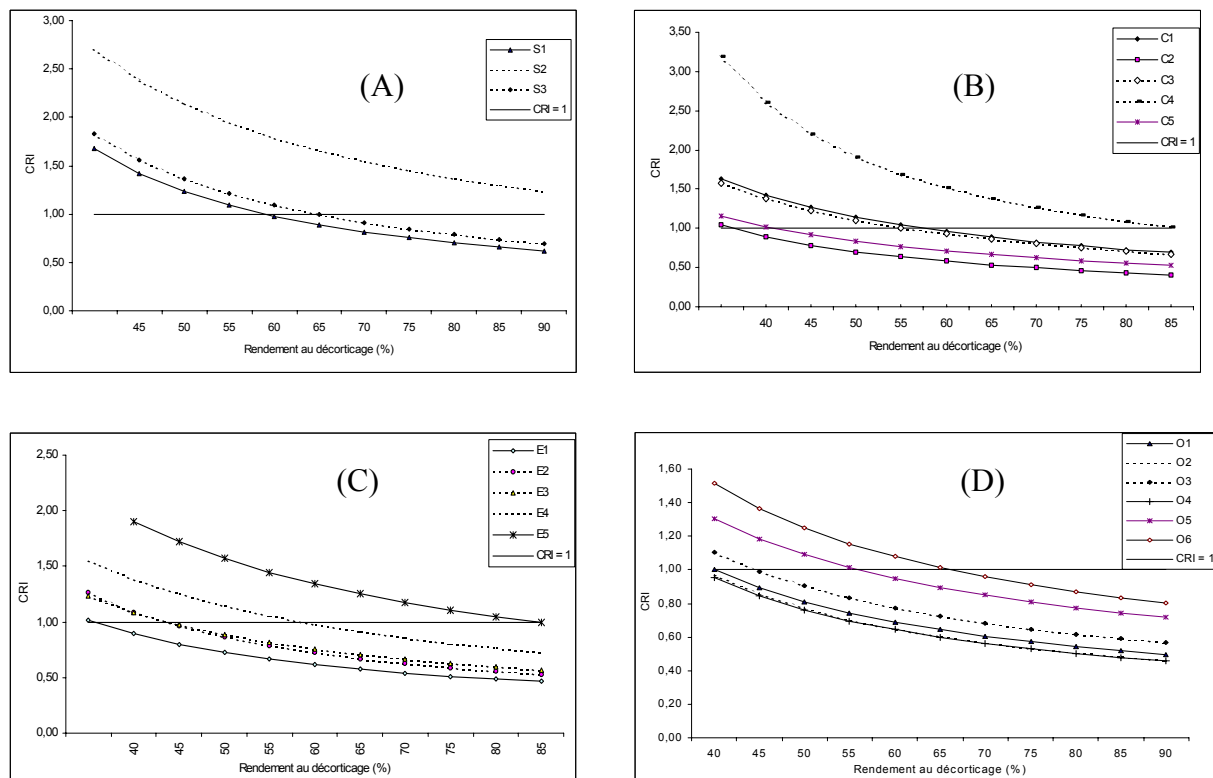 (A)
3,00
2,50
2,00
1,50
1,00
0,50
0,00
CRI
45 50 55 60 65 70 75 80 85 90
Rendement au décorticage (%)
S1
S2
S3
CRI = 1
(B)
3,50
3,00
2,50
2,00
1,50
1,00
0,50
0,00
CRI
40 45 50 55 60 65 70 75 80 85
Rendement au décorticage (%)
C1
C2
C3
C4
C5
CRI = 1
(C)
2,50
2,00
1,50
1,00
0,50
0,00
CRI
40 45 50 55 60 65 70 75 80 85
Rendement au décorticage (%)
E1
E2
E3
E4
E5
CRI = 1
(D)
1,60
1,40
1,20
1,00
0,80
0,60
0,40
0,20
0,00
CRI
40 45 50 55 60 65 70 75 80 85 90
Rendement au décorticage (%)
O1
O2
O3
O4
O5
O6
CRI = 1